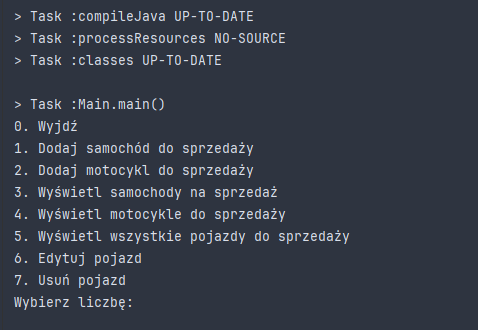 > Task :compileJava UP-TO-DATE
> Task :processResources NO-SOURCE
> Task :classes UP-TO-DATE
> Task :Main.main()
0. Wyjdź
1. Dodaj samochód do sprzedaży
2. Dodaj motocykl do sprzedaży
3. Wyświetl samochody na sprzedaż
4. Wyświetl motocykle do sprzedaży
5. Wyświetl wszystkie pojazdy do sprzedaży
6. Edytuj pojazd
7. Usuń pojazd
Wybierz liczbę: